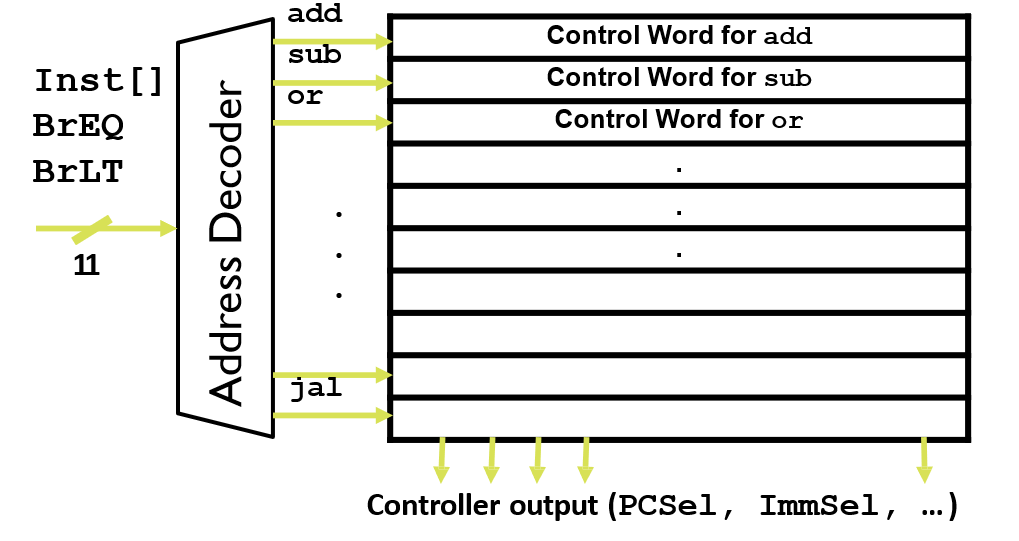 add
Control Word for add
sub
Control Word for sub
or
Control Word for or
Inst[]
BrEQ
BrLT
11
Address Decoder
.
.
.
.
.
.
jal
Controller output (PCSel, ImmSel, …)